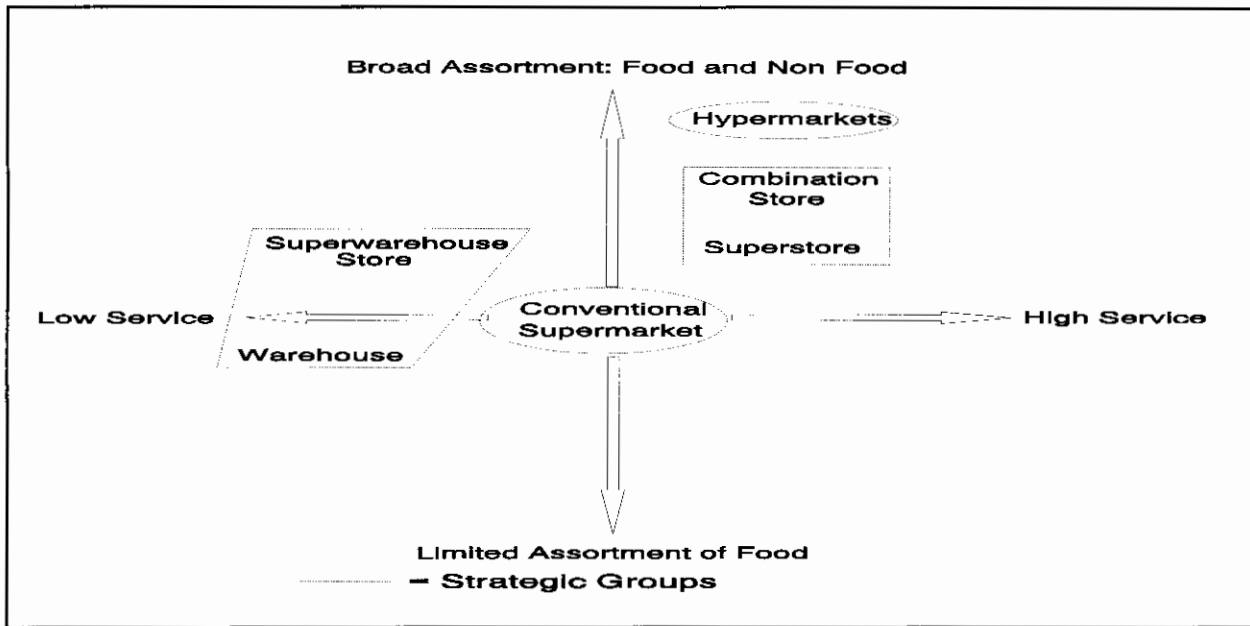 Broad Assortment: Food and Non Food
Hypermarkets
Combination
Store
Superstore
Superwarehouse
Store
Low Service
Conventional
Supermarket
High Service
Warehouse
Limited Assortment of Food
– Strategic Groups